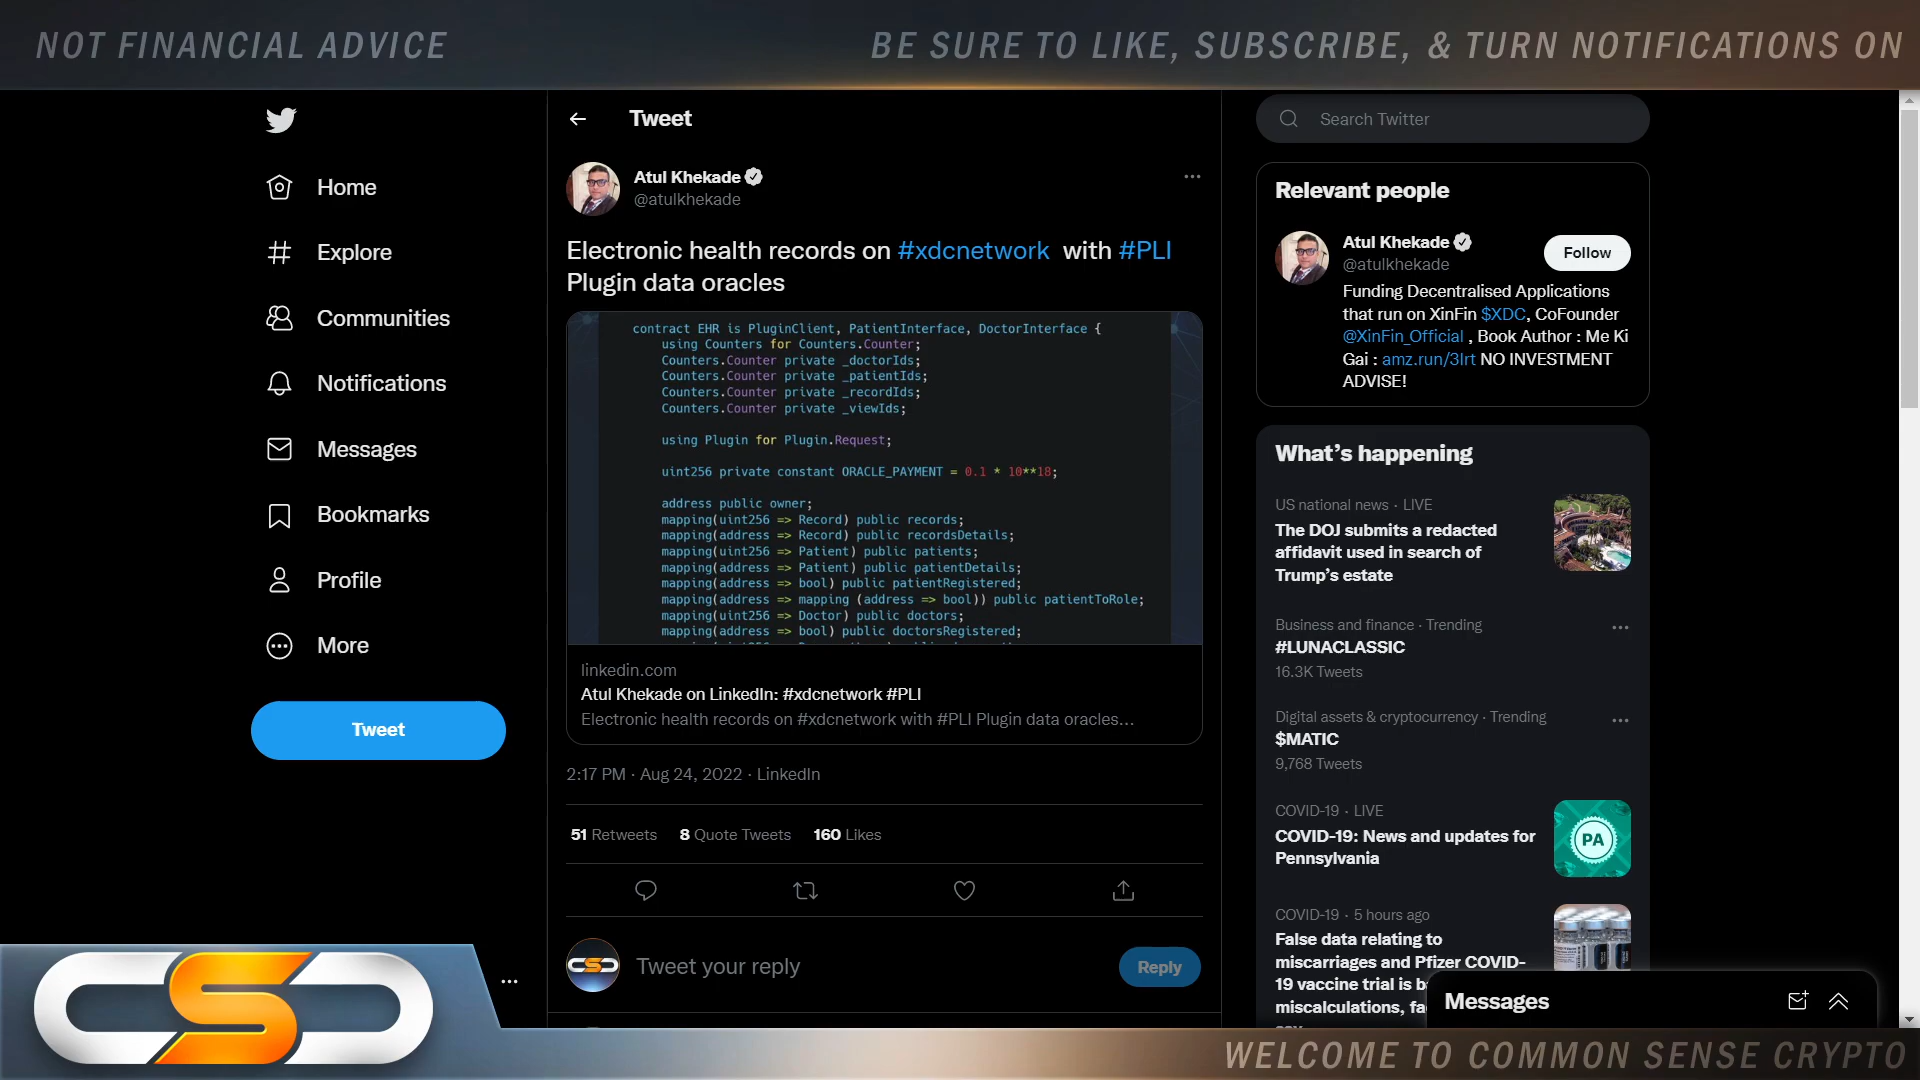 NOT FINANCIAL ADVICE
BE SURE TO LIKE, SUBSCRIBE, & TURN NOTIFICATIONS ON
Home
Explore
Communities
Notifications
Messages
Bookmarks
Profile
More
Tweet
Tweet
Atul Khekade
@atulkhekade
Electronic health records on #xdcnetwork with #PLI
Plugin data oracles
contract EHR is PluginClient, PatientInterface, DoctorInterface {
using Counters for Counters.Counter;
Counters.Counter private _doctorIds;
Counters.Counter private _patientIds;
Counters.Counter private _recordIds;
Counters.Counter private _viewIds;
using Plugin for Plugin.Request;
uint256 private constant ORACLE_PAYMENT = 0.1 * 10**18;
address public owner;
mapping(uint256 => Record) public records;
mapping(address => Record) public recordsDetails;
mapping(uint256 => Patient) public patients;
mapping(address => Patient) public patientDetails;
mapping(address => bool) public patientRegistered;
mapping(address => mapping (address => bool)) public patientToRole;
mapping(uint256 => Doctor) public doctors;
mapping(address => bool) public doctorsRegistered;
linkedin.com
Atul Khekade on LinkedIn: #xdcnetwork #PLI
Electronic health records on #xdcnetwork with #PLI Plugin data oracles...
2:17 PM · Aug 24, 2022 · LinkedIn
51 Retweets 8 Quote Tweets 160 Likes
Tweet your reply
Reply
Search Twitter
Relevant people
Atul Khekade
@atulkhekade
Follow
Funding Decentralised Applications
that run on XinFin $XDC, CoFounder
@XinFin_Official , Book Author : Me Ki
Gai : amz.run/3Irt NO INVESTMENT
ADVISE!
What's happening
US national news · LIVE
The DOJ submits a redacted
affidavit used in search of
Trump's estate
Business and finance · Trending
#LUNACLASSIC
16.3K Tweets
Digital assets & cryptocurrency · Trending
$MATIC
9,768 Tweets
COVID-19 · LIVE
COVID-19: News and updates for
Pennsylvania
PA
COVID-19 · 5 hours ago
False data relating to
miscarriages and Pfizer COVID-
19 vaccine trial is
miscalculations,
Messages
CSC
WELCOME TO COMMON SENSE CRYPTO